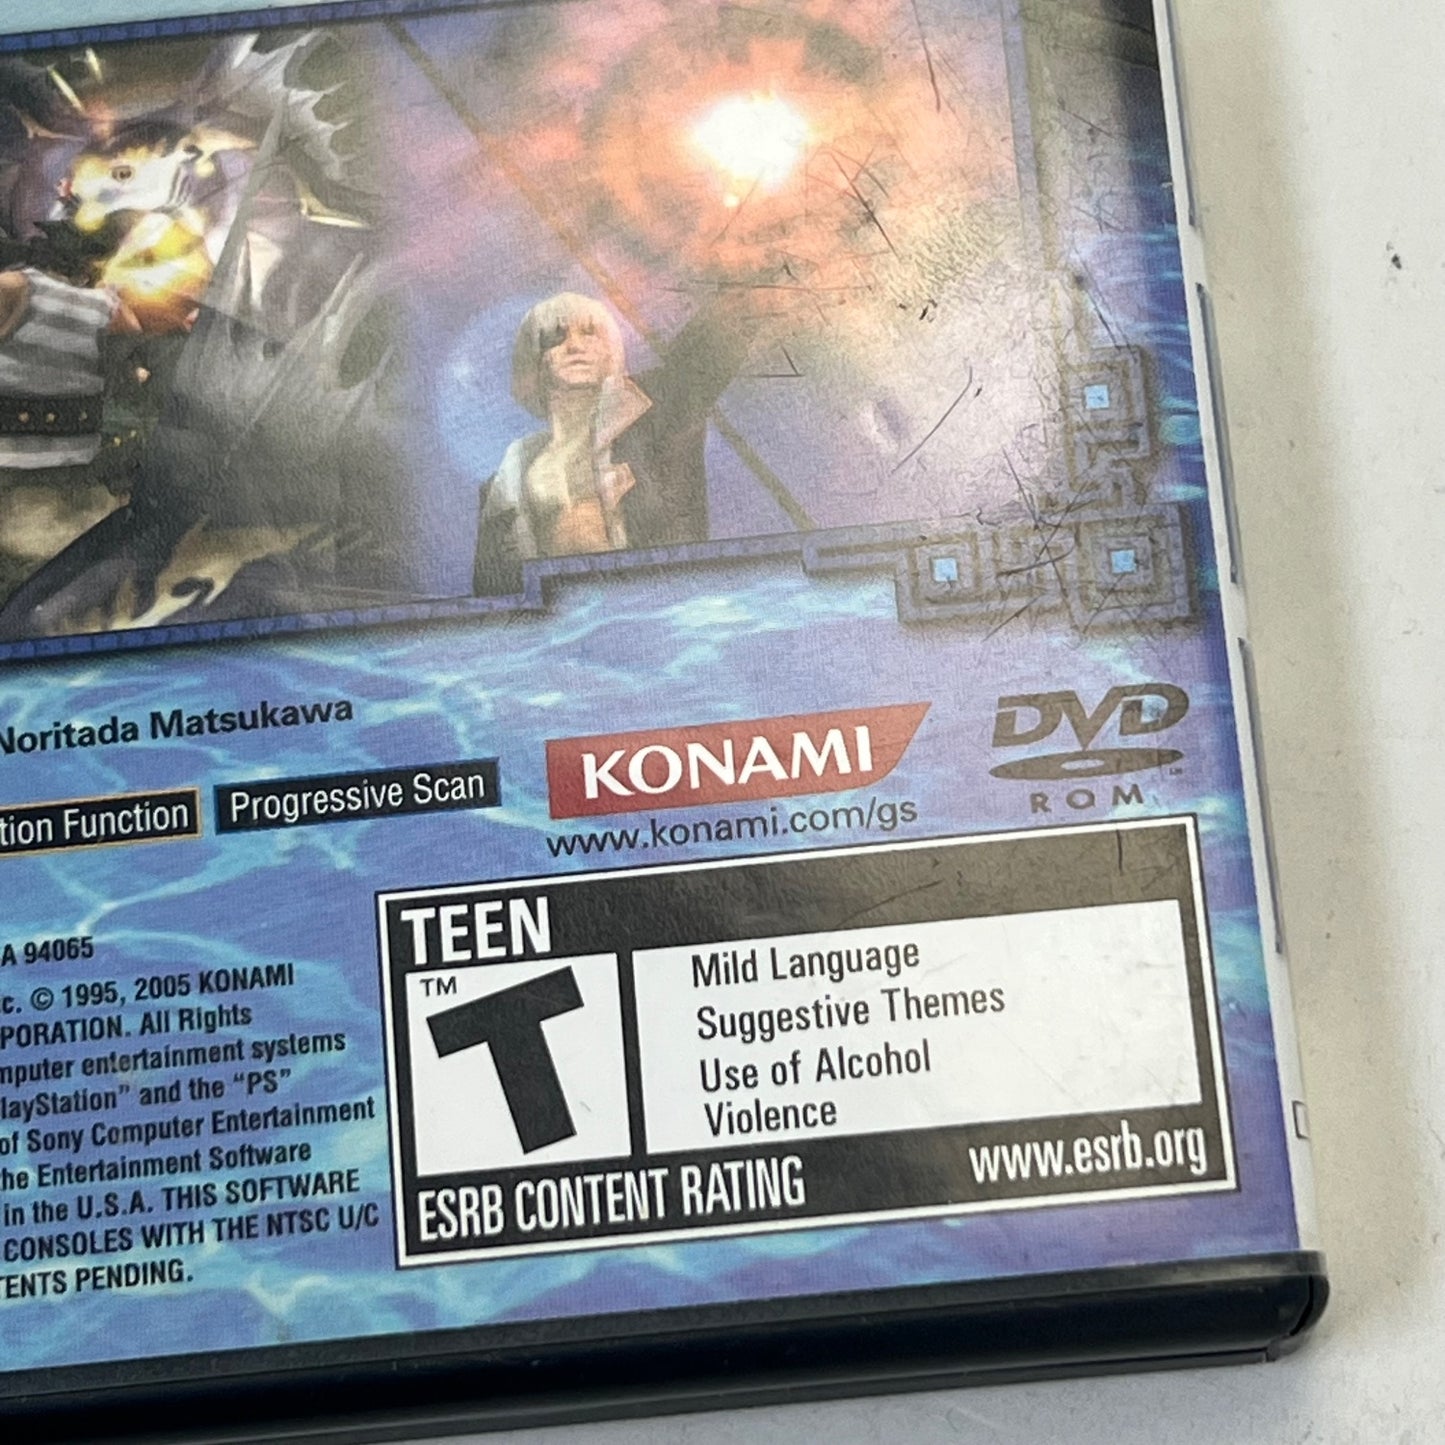 Noritada Matsukawa
tion Function
Progressive Scan
KONAMI
www.konami.com/gs
DVD
ROM
A 94065
c. © 1995, 2005 KONAMI
PORATION. All Rights
mputer entertainment systems
layStation" and the "PS"
of Sony Computer Entertainment
he Entertainment Software
in the U.S.A. THIS SOFTWARE
CONSOLES WITH THE NTSC U/C
TENTS PENDING.
TEEN
TM
T
Mild Language
Suggestive Themes
Use of Alcohol
Violence
ESRB CONTENT RATING
www.esrb.org